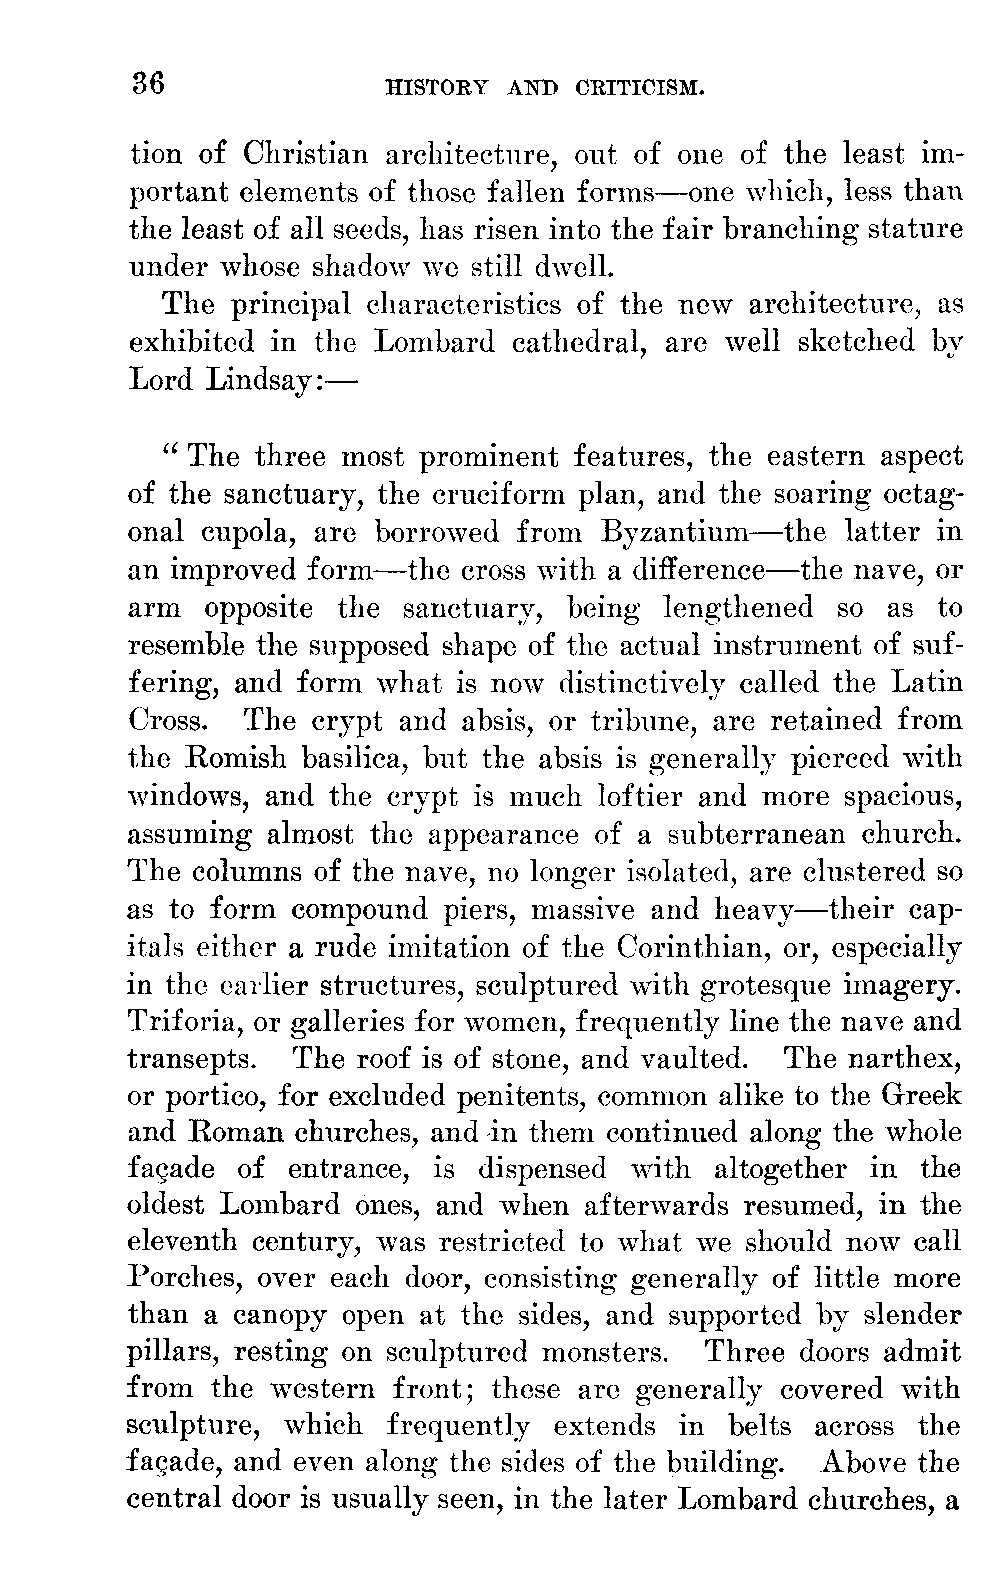 36 HISTORY AND CRITICISM.
tion of Christian architecture, out of one of the least im-
portant elements of those fallen forms—one which, less than
the least of all seeds, has risen into the fair branching stature
under whose shadow we still dwell.
The principal characteristics of the new architecture, as
exhibited in the Lombard cathedral, are well sketched by
Lord Lindsay:—
“The three most prominent features, the eastern aspect
of the sanctuary, the cruciform plan, and the soaring octag-
onal cupola, are borrowed from Byzantium—the latter in
an improved form—the cross with a difference—the nave, or
arm opposite the sanctuary, being lengthened so as to
resemble the supposed shape of the actual instrument of suf-
fering, and form what is now distinctively called the Latin
Cross. The crypt and absis, or tribune, are retained from
the Romish basilica, but the absis is generally pierced with
windows, and the crypt is much loftier and more spacious,
assuming almost the appearance of a subterranean church.
The columns of the nave, no longer isolated, are clustered so
as to form compound piers, massive and heavy—their cap-
itals either a rude imitation of the Corinthian, or, especially
in the earlier structures, sculptured with grotesque imagery.
Triforia, or galleries for women, frequently line the nave and
transepts. The roof is of stone, and vaulted. The narthex,
or portico, for excluded penitents, common alike to the Greek
and Roman churches, and in them continued along the whole
façade of entrance, is dispensed with altogether in the
oldest Lombard ones, and when afterwards resumed, in the
eleventh century, was restricted to what we should now call
Porches, over each door, consisting generally of little more
than a canopy open at the sides, and supported by slender
pillars, resting on sculptured monsters. Three doors admit
from the western front; these are generally covered with
sculpture, which frequently extends in belts across the
façade, and even along the sides of the building. Above the
central door is usually seen, in the later Lombard churches, a